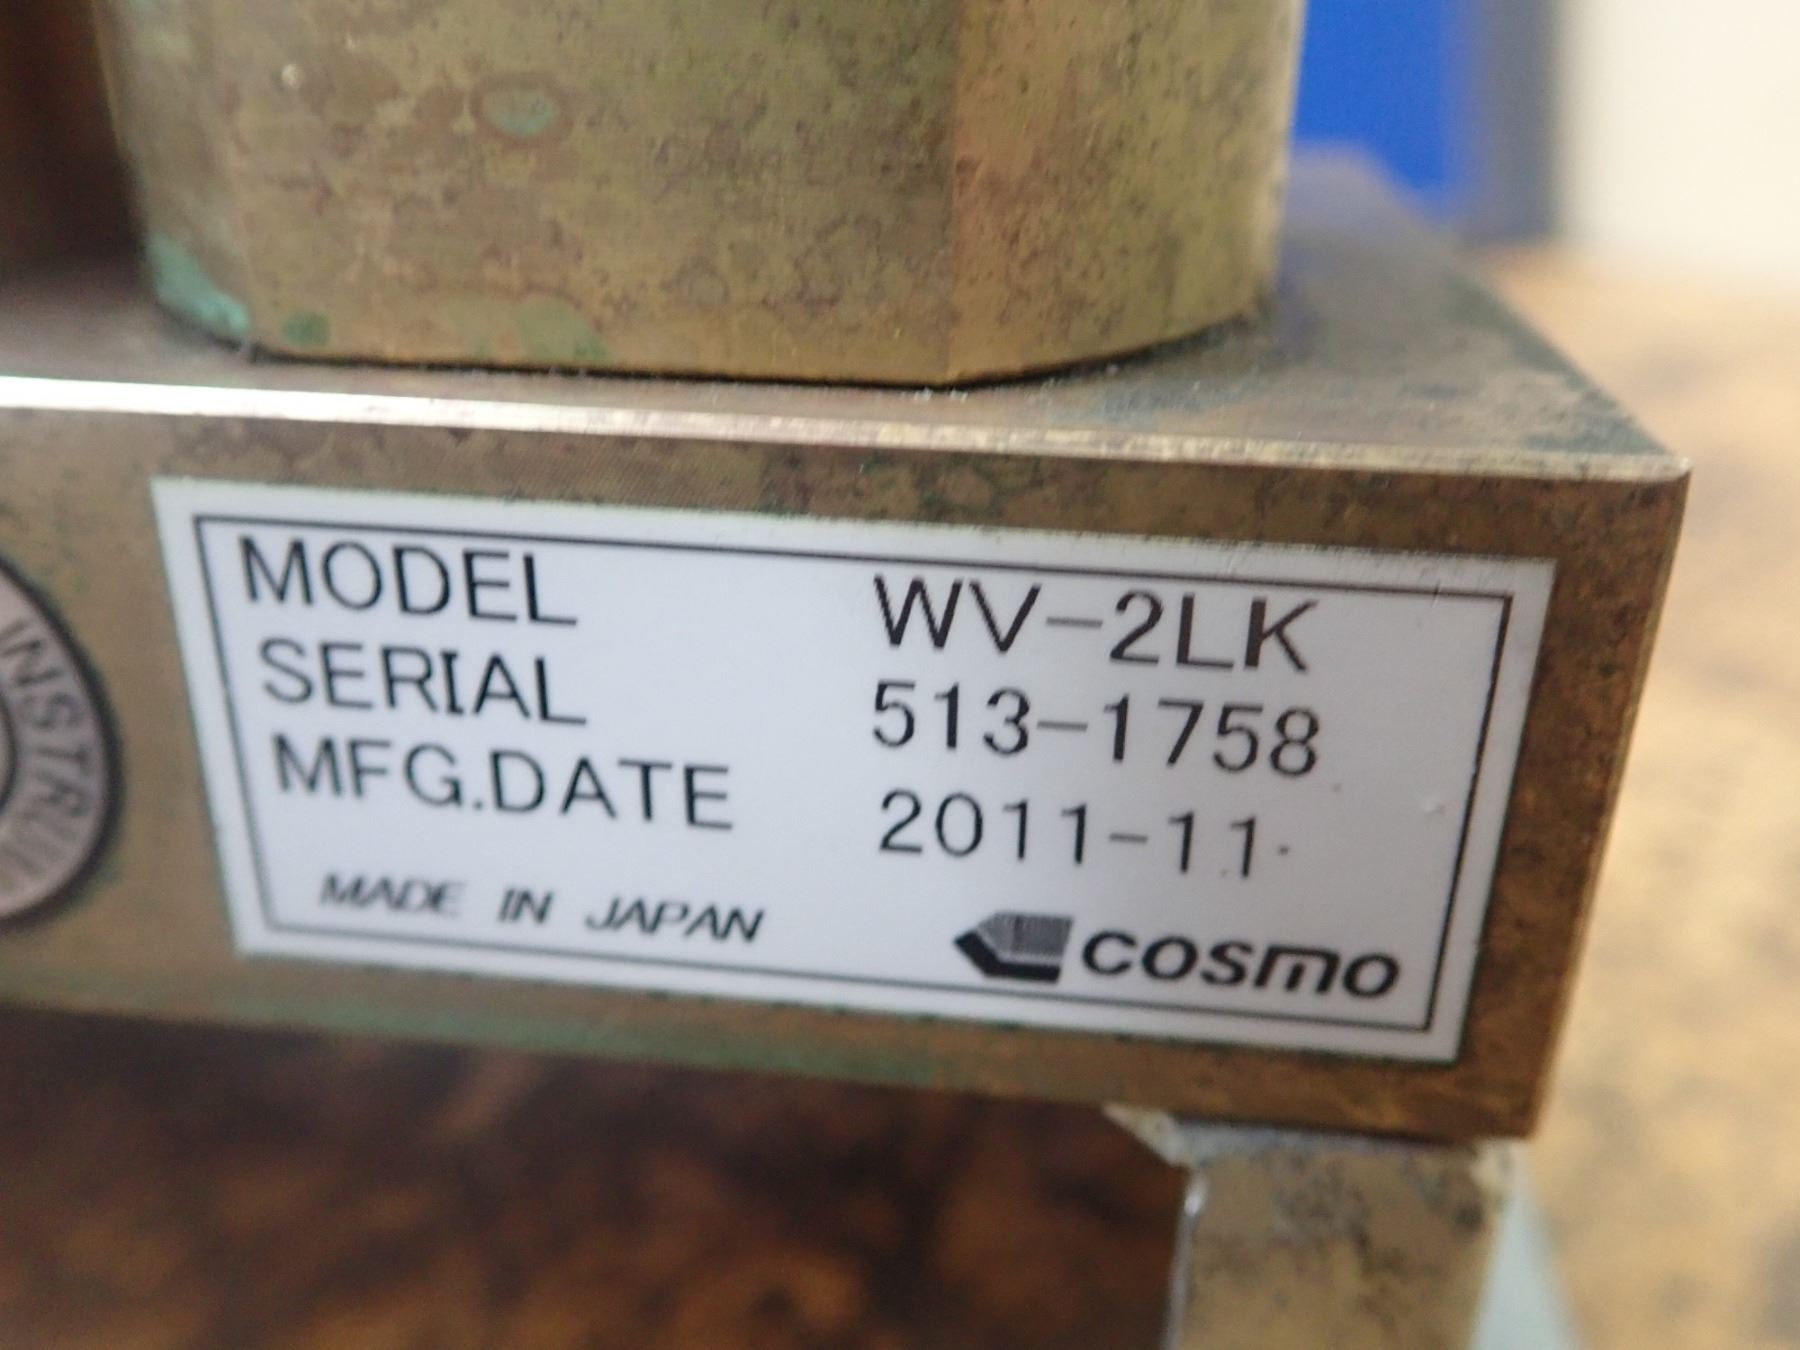 MODEL WV-2LK
SERIAL 513-1758
MFG.DATE 2011-11
MADE IN JAPAN cosmo